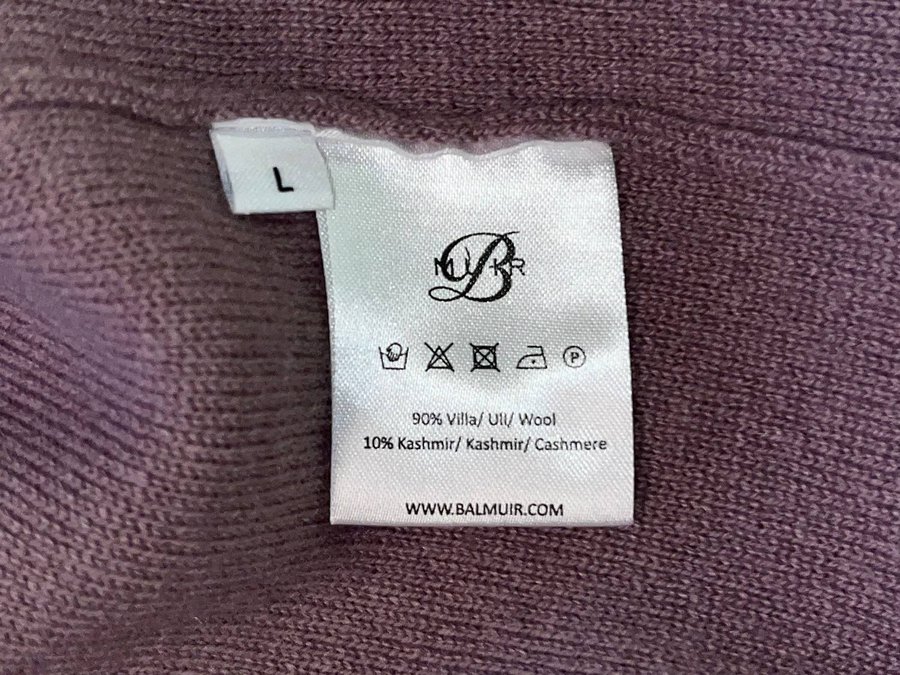 L
B
90% Villa/ Ull/ Wool
10% Kashmir/ Kashmir/ Cashmere
WWW.BALMUIR.COM